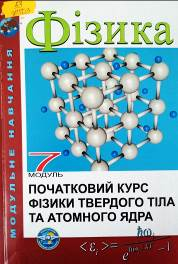 Фізика
МОДУЛЬНЕ НАВЧАННЯ
7
МОДУЛЬ
ПОЧАТКОВИЙ КУРС
ФІЗИКИ ТВЕРДОГО ТІЛА
ТА АТОМНОГО ЯДРА